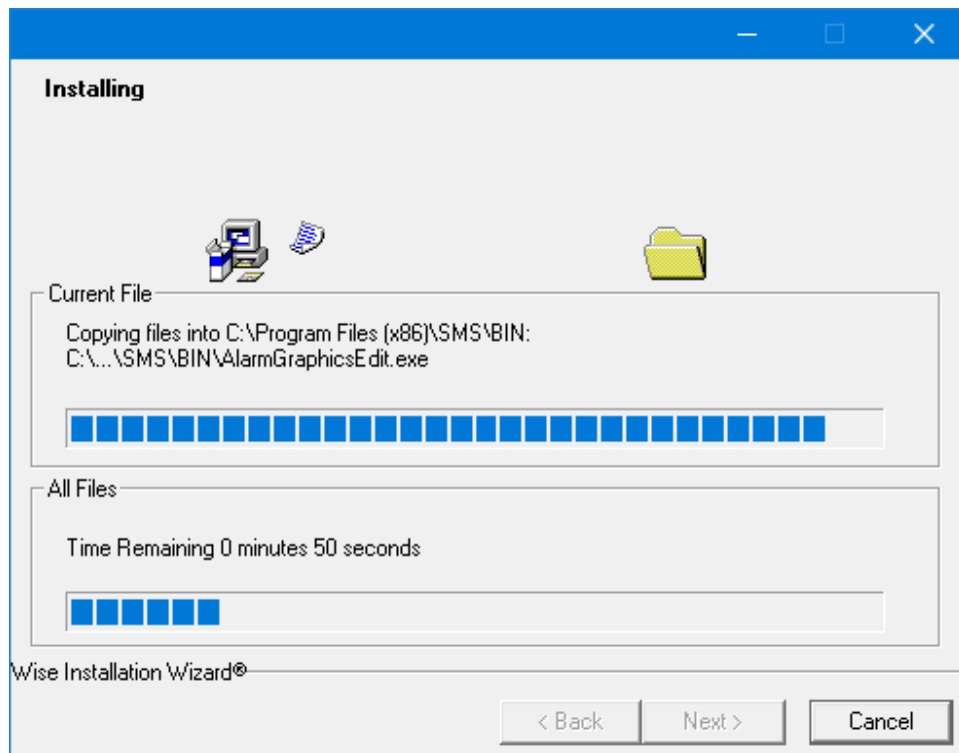 Installing
Current File
Copying files into C:\Program Files (x86)\SMS\BIN:
C:\...\SMS\BIN\AlarmGraphicsEdit.exe
All Files
Time Remaining 0 minutes 50 seconds
Wise Installation Wizard®
< Back
Next >
Cancel